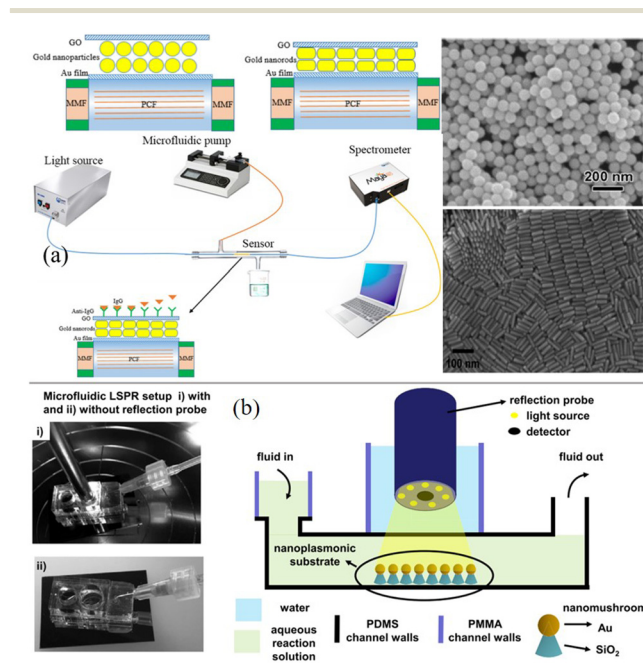 GO
Gold nanoparticles
Au film
MMF
PCF
MMF
GO
Gold nanorods
Au film
MMF
PCF
MMF
200 nm
Microfluidic pump
Light source
Spectrometer
Maya
(a)
Sensor
IgG
Anti-IgG
GO
Gold nanorods
Au film
MMF
PCF
MMF
100 nm
Microfluidic LSPR setup i) with
and ii) without reflection probe
i)
ii)
(b)
reflection probe
light source
detector
fluid in
fluid out
nanoplasmonic
substrate
water
aqueous
reaction
solution
PDMS
channel walls
PMMA
channel walls
nanomushroom
Au
SiO₂